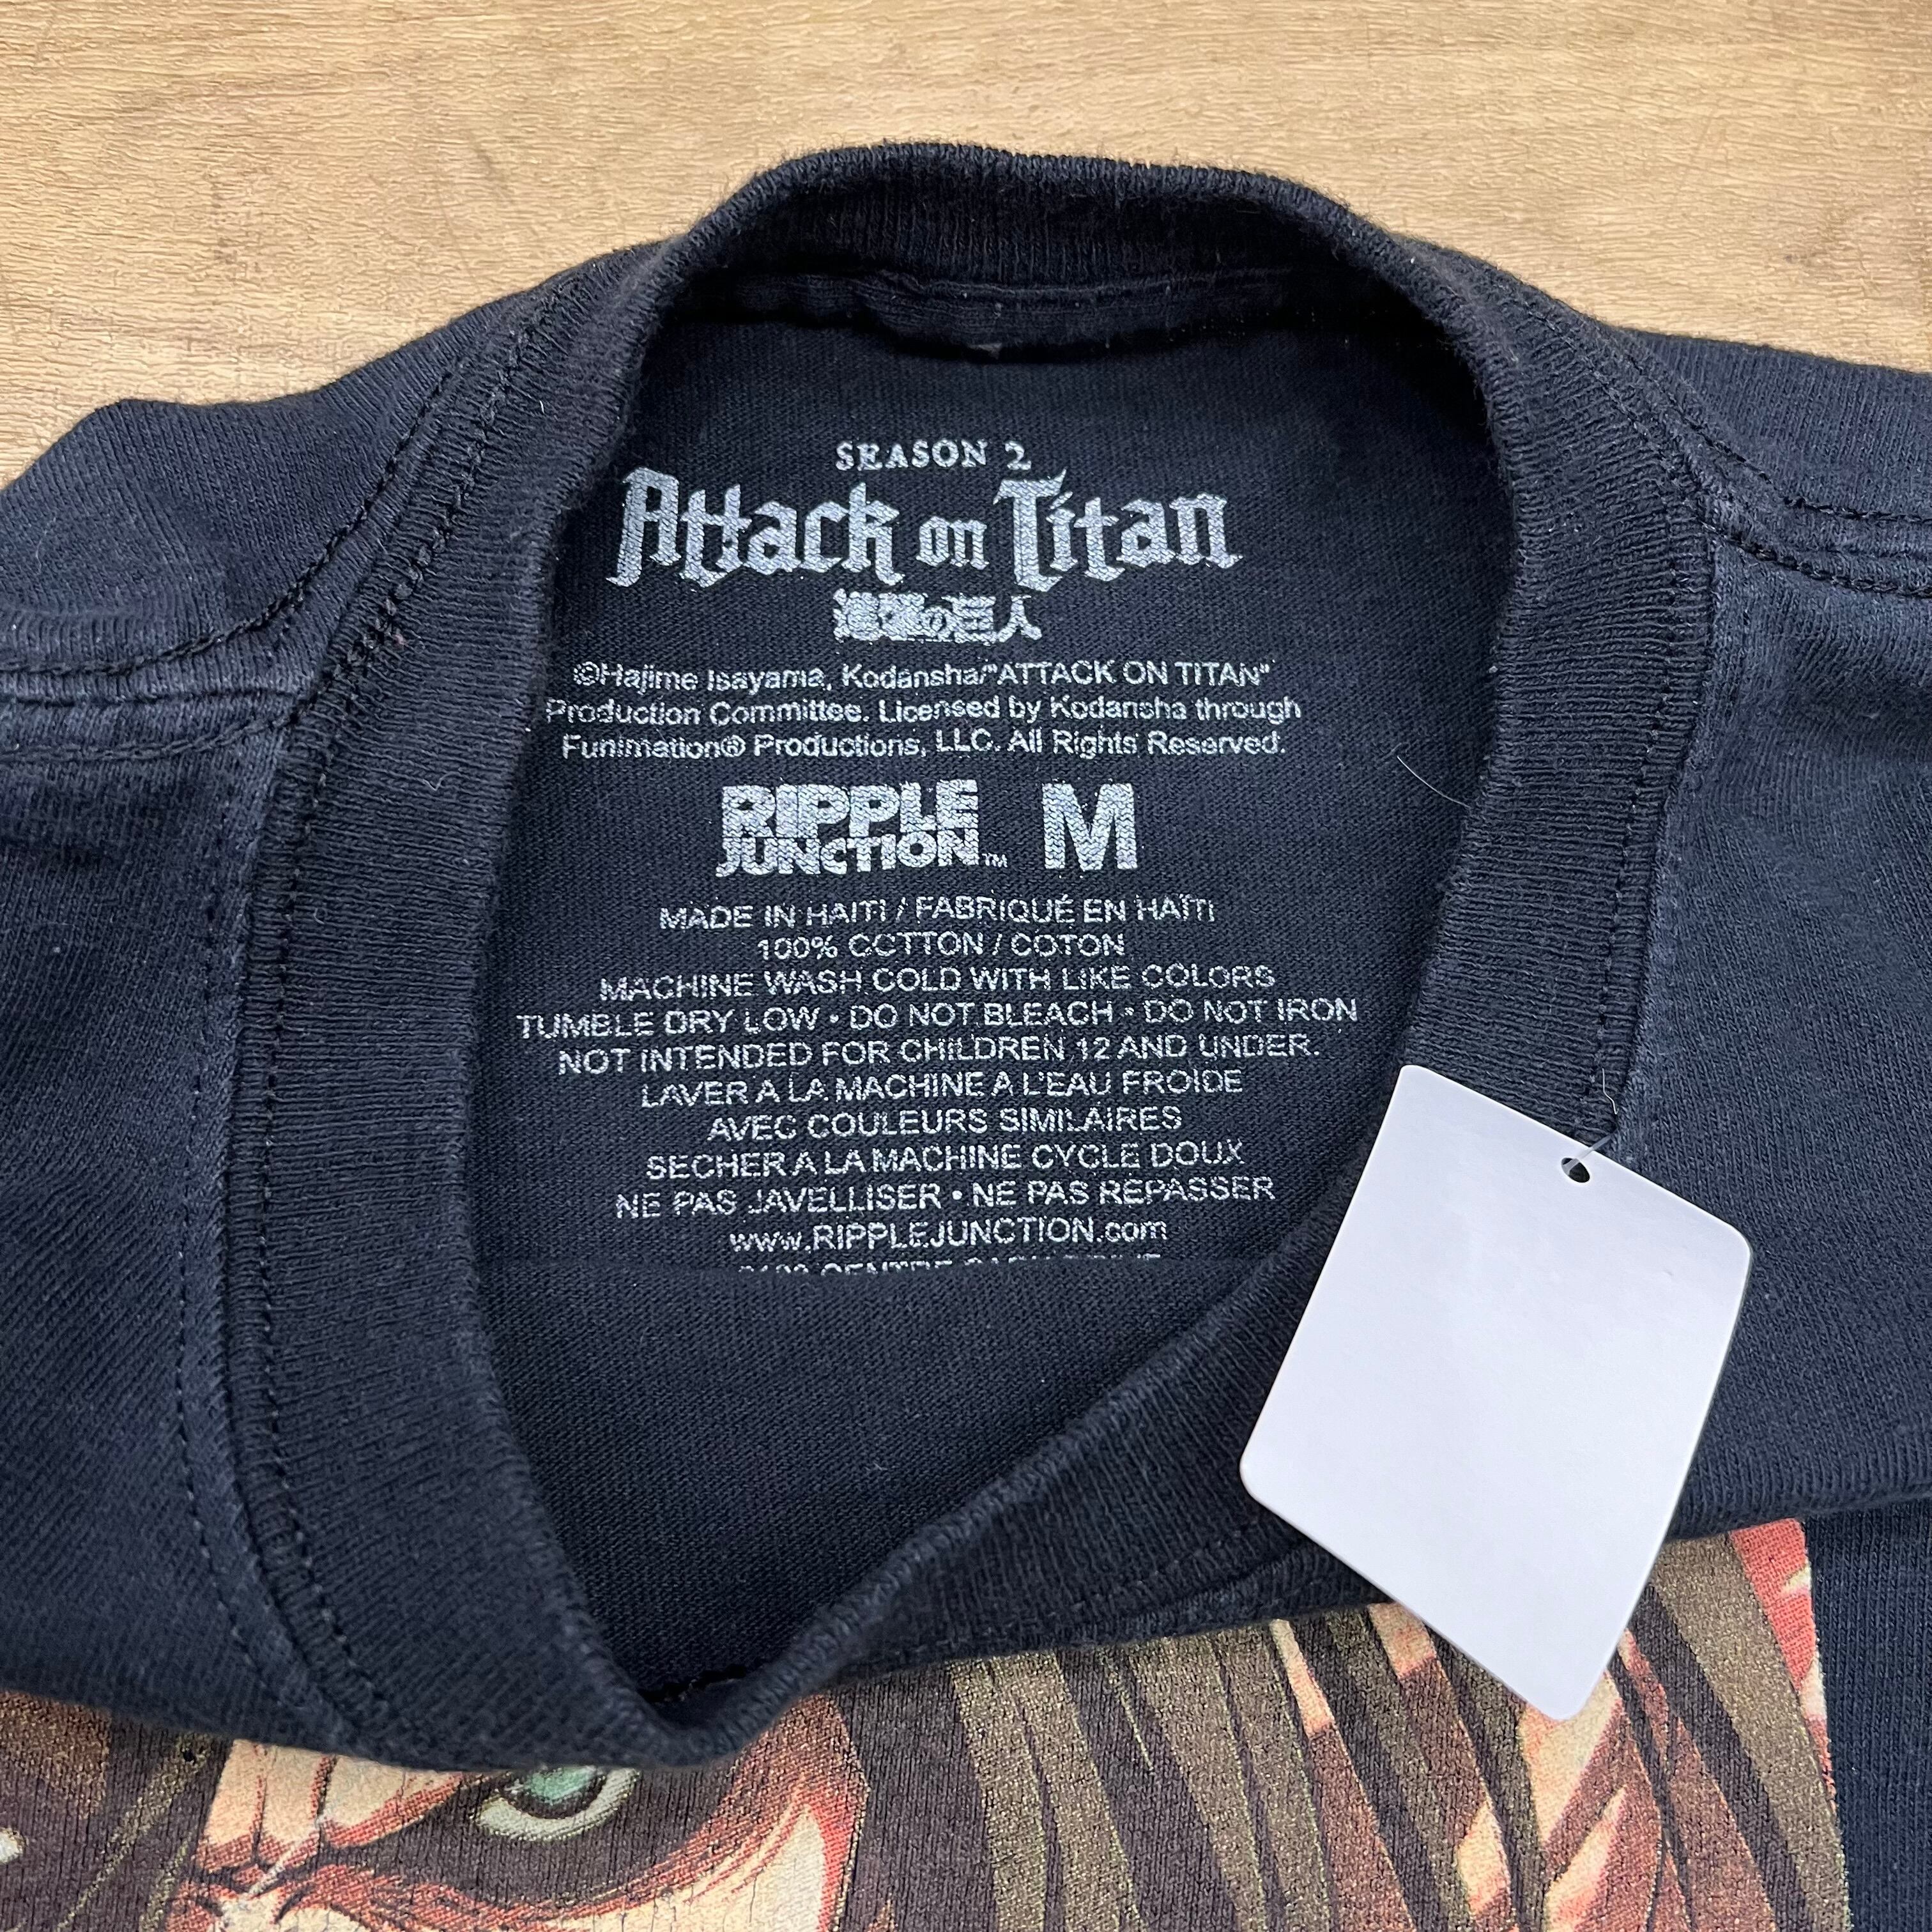 SEASON 2
Attack on Titan
進撃の巨人
©Hajime Isayama, Kodansha/"ATTACK ON TITAN"
Production Committee. Licensed by Kodansha through
Funimation® Productions, LLC. All Rights Reserved.
RIPPLE M
JUNCTION™
MADE IN HAITI / FABRIQUÉ EN HAÏTI
100% COTTON / COTON
MACHINE WASH COLD WITH LIKE COLORS
TUMBLE DRY LOW • DO NOT BLEACH • DO NOT IRON
NOT INTENDED FOR CHILDREN 12 AND UNDER.
LAVER A LA MACHINE A L'EAU FROIDE
AVEC COULEURS SIMILAIRES
SECHER A LA MACHINE CYCLE DOUX
NE PAS JAVELLISER • NE PAS REPASSER
www.RIPPLEJUNCTION.com